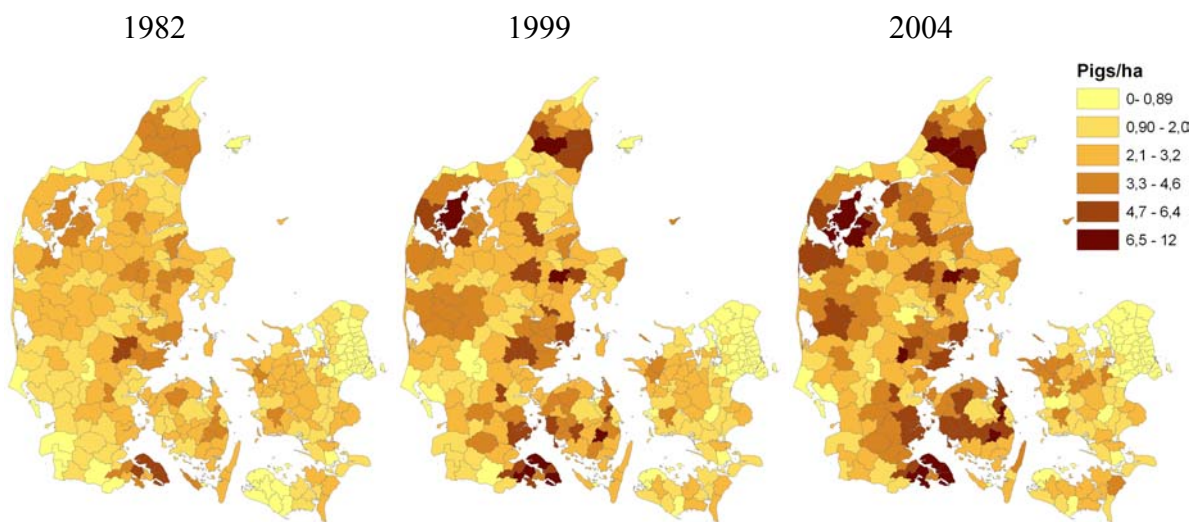 1982
1999
2004
Pigs/ha
0- 0,89
0,90 - 2,0
2,1 - 3,2
3,3 - 4,6
4,7 - 6,4
6,5 - 12